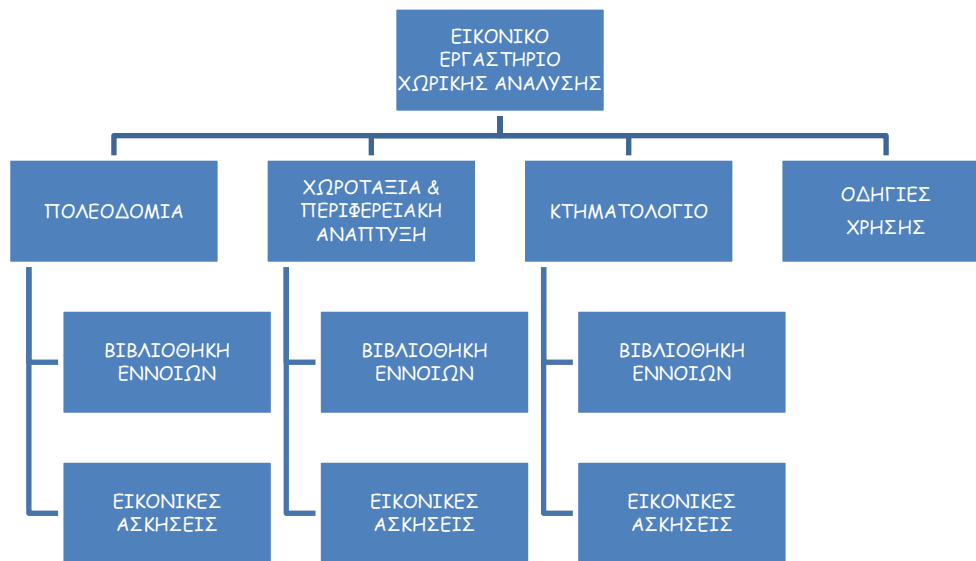 ΕΙΚΟΝΙΚΟ
ΕΡΓΑΣΤΗΡΙΟ
ΧΩΡΙΚΗΣ ΑΝΑΛΥΣΗΣ
ΠΟΛΕΟΔΟΜΙΑ
ΧΩΡΟΤΑΞΙΑ &
ΠΕΡΙΦΕΡΕΙΑΚΗ
ΑΝΑΠΤΥΞΗ
ΚΤΗΜΑΤΟΛΟΓΙΟ
ΟΔΗΓΙΕΣ
ΧΡΗΣΗΣ
ΒΙΒΛΙΟΘΗΚΗ
ΕΝΝΟΙΩΝ
ΒΙΒΛΙΟΘΗΚΗ
ΕΝΝΟΙΩΝ
ΒΙΒΛΙΟΘΗΚΗ
ΕΝΝΟΙΩΝ
ΕΙΚΟΝΙΚΕΣ
ΑΣΚΗΣΕΙΣ
ΕΙΚΟΝΙΚΕΣ
ΑΣΚΗΣΕΙΣ
ΕΙΚΟΝΙΚΕΣ
ΑΣΚΗΣΕΙΣ